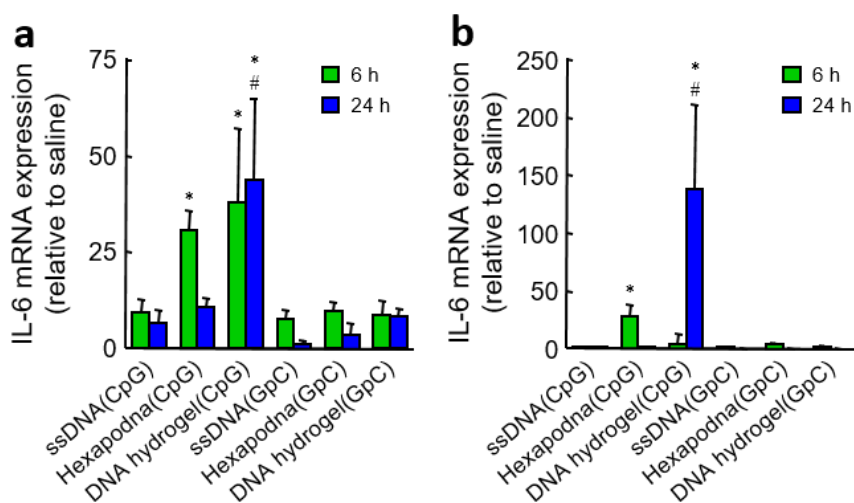 a
IL-6 mRNA expression
(relative to saline)
75
50
25
0
*
*
*
#
6 h
24 h
ssDNA(CpG)
Hexapodna(CpG)
DNA hydrogel(CpG)
ssDNA(GpC)
Hexapodna(GpC)
DNA hydrogel(GpC)
b
IL-6 mRNA expression
(relative to saline)
250
200
150
100
50
0
*
*
#
6 h
24 h
ssDNA(CpG)
Hexapodna(CpG)
DNA hydrogel(CpG)
ssDNA(GpC)
Hexapodna(GpC)
DNA hydrogel(GpC)